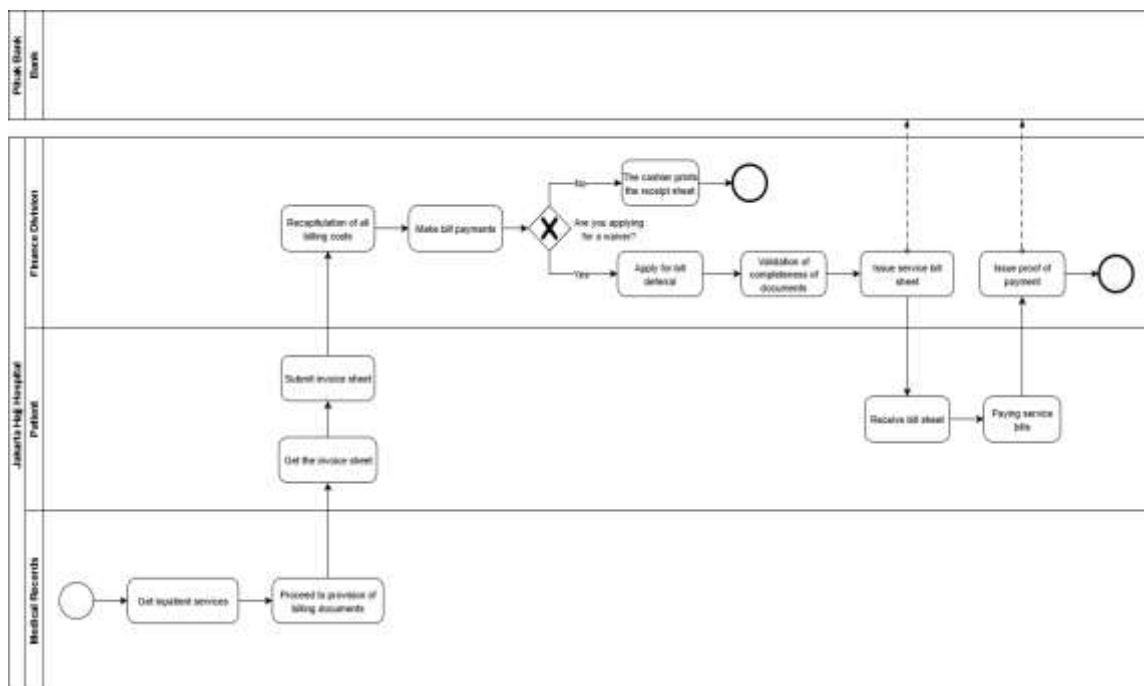 Pihak Bank
Bank
Jakarta Hajj Hospital
Finance Division
Patient
Medical Records
No
The cashier prints
the receipt sheet
Recapitulation of all
billing costs
Make bill payments
Are you applying
for a waiver?
Yes
Apply for bill
deferral
Validation of
completeness of
documents
Issue service bill
sheet
Issue proof of
payment
Submit invoice sheet
Get the invoice sheet
Receive bill sheet
Paying service
bills
Get inpatient services
Proceed to provision of
billing documents